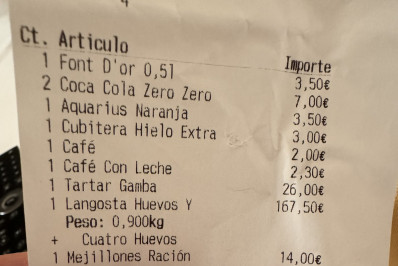 4
Ct. Articulo Importe
1 Font D'or 0,5l 3,50€
2 Coca Cola Zero Zero 7,00€
1 Aquarius Naranja 3,50€
1 Cubitera Hielo Extra 3,00€
1 Café 2,00€
1 Café Con Leche 2,30€
1 Tartar Gamba 26,00€
1 Langosta Huevos Y 167,50€
Peso: 0,900kg
+ Cuatro Huevos
1 Mejillones Ración 14,00€